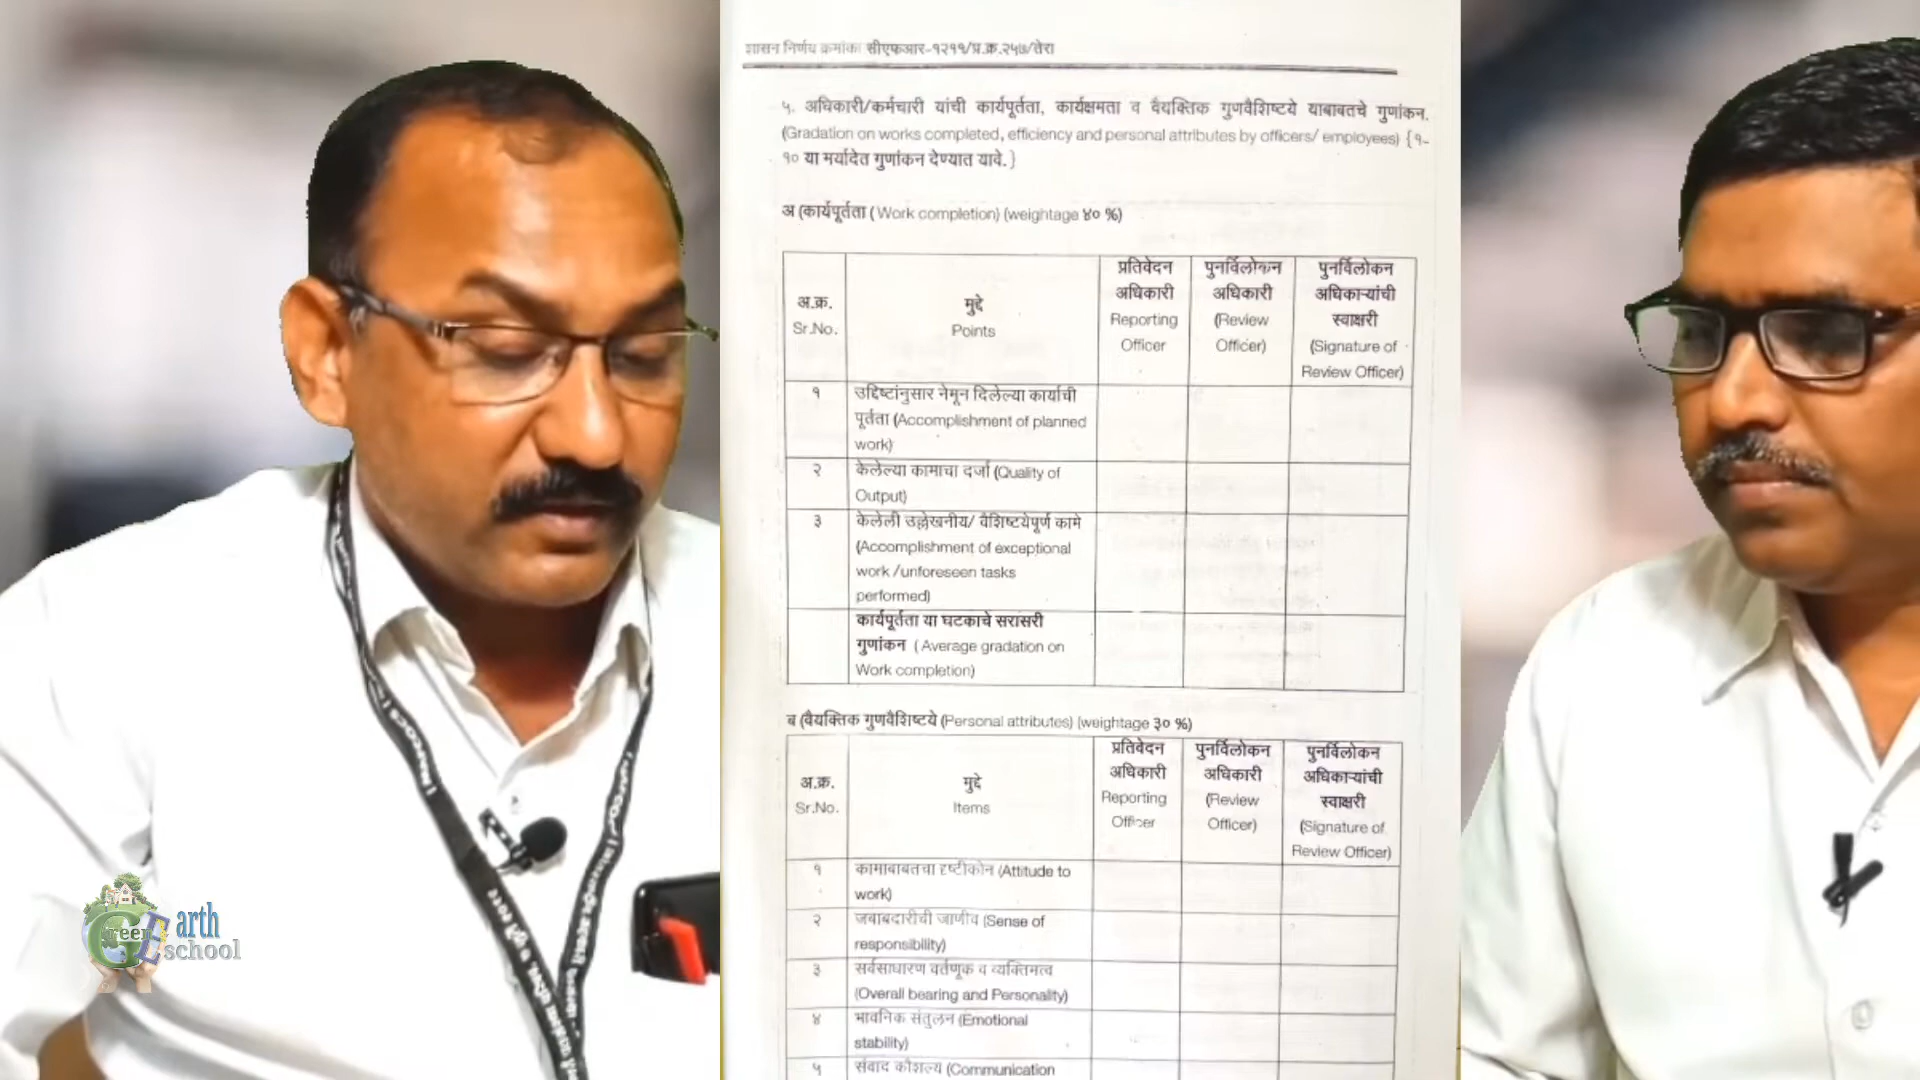 शासन निर्णय क्रमांकः सीएफआर-१२११/प्र.क्र.२५७/तेरा
५. अधिकारी/कर्मचारी यांची कार्यपूर्तता, कार्यक्षमता व वैयक्तिक गुणवैशिष्टये याबाबतचे गुणांकन.
(Gradation on works completed, efficiency and personal attributes by officers/ employees) {१-
१० या मर्यादेत गुणांकन देण्यात यावे.}
अ (कार्यपूर्तता ( Work completion) (weightage ४० %)
अ.क्र.
Sr.No.
मुद्दे
Points
प्रतिवेदन
अधिकारी
Reporting
Officer
पुनर्विलोकन
अधिकारी
(Review
Officer)
पुनर्विलोकन
अधिकाऱ्यांची
स्वाक्षरी
(Signature of
Review Officer)
१
उद्दिष्टांनुसार नेमून दिलेल्या कार्याची
पूर्तता (Accomplishment of planned
work)
२
केलेल्या कामाचा दर्जा (Quality of
Output)
३
केलेली उल्लेखनीय/ वैशिष्टयेपूर्ण कामे
(Accomplishment of exceptional
work /unforeseen tasks
performed)
कार्यपूर्तता या घटकाचे सरासरी
गुणांकन ( Average gradation on
Work completion)
ब (वैयक्तिक गुणवैशिष्टये (Personal attributes) (weightage ३० %)
अ.क्र.
Sr.No.
मुद्दे
Items
प्रतिवेदन
अधिकारी
Reporting
Officer
पुनर्विलोकन
अधिकारी
(Review
Officer)
पुनर्विलोकन
अधिकाऱ्यांची
स्वाक्षरी
(Signature of
Review Officer)
१
कामाबाबतचा दृष्टीकोन (Attitude to
work)
२
जबाबदारीची जाणीव (Sense of
responsibility)
३
सर्वसाधारण वर्तणूक व व्यक्तिमत्व
(Overall bearing and Personality)
४
भावनिक संतुलन (Emotional
stability)
५
संवाद कौशल्य (Communication
Green Earth
school